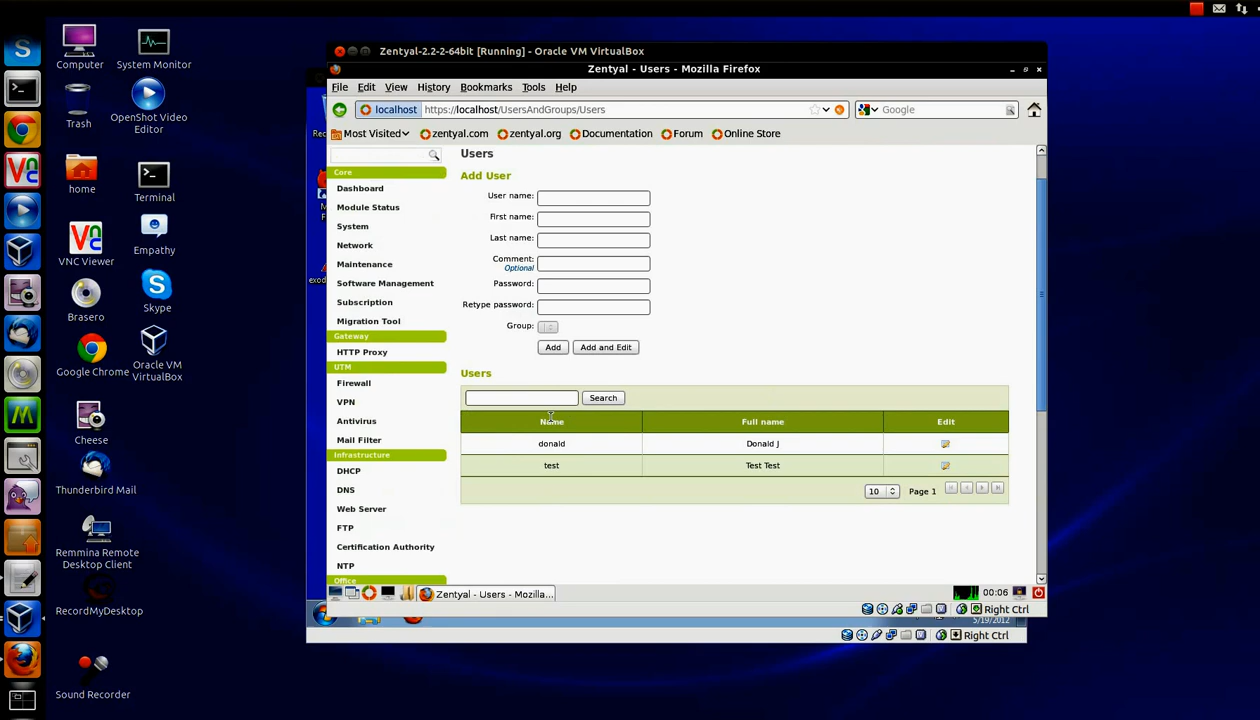 Computer
System Monitor
Trash
OpenShot Video
Editor
home
Terminal
VNC Viewer
Empathy
Brasero
Skype
Google Chrome
Oracle VM
VirtualBox
Cheese
Thunderbird Mail
Remmina Remote
Desktop Client
RecordMyDesktop
Sound Recorder
Zentyal-2.2-2-64bit [Running] - Oracle VM VirtualBox
Zentyal - Users - Mozilla Firefox
File Edit View History Bookmarks Tools Help
localhost https://localhost/UsersAndGroups/Users
Google
Most Visited zentyal.com zentyal.org Documentation Forum Online Store
Core
Dashboard
Module Status
System
Network
Maintenance
Software Management
Subscription
Migration Tool
Gateway
HTTP Proxy
UTM
Firewall
VPN
Antivirus
Mail Filter
Infrastructure
DHCP
DNS
Web Server
FTP
Certification Authority
NTP
Office
Users
Add User
User name:
First name:
Last name:
Comment:
Optional
Password:
Retype password:
Group:
Add Add and Edit
Users
Search
Name Full name Edit
donald Donald J
test Test Test
10 Page 1
Zentyal - Users - Mozilla...
00:06
Right Ctrl
5/19/2012
Right Ctrl